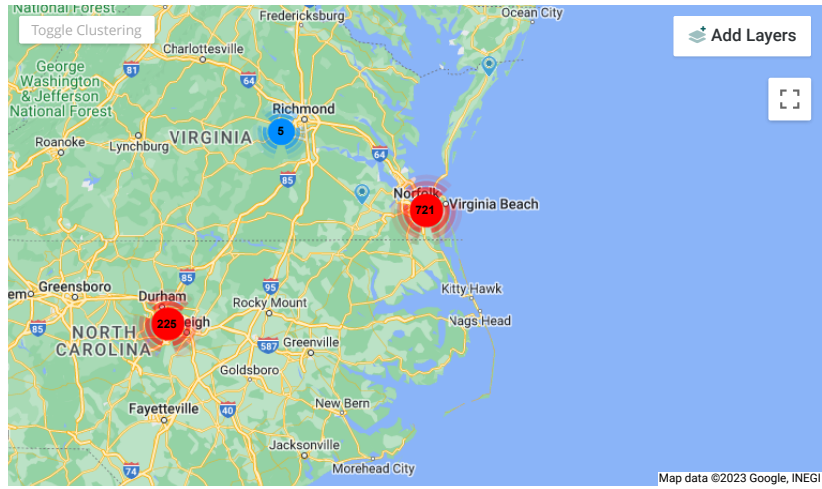 National Forest
Toggle Clustering
Fredericksburg
Ocean City
Add Layers
Charlottesville
81
64
George
Washington
& Jefferson
National Forest
Richmond
5
VIRGINIA
Roanoke
Lynchburg
64
85
Norfolk
721
Virginia Beach
85
95
Greensboro
Durham
Kitty Hawk
Rocky Mount
225
eigh
Nags Head
85
NORTH
CAROLINA
587
Greenville
Goldsboro
Fayetteville
40
New Bern
Jacksonville
74
Morehead City
Map data ©2023 Google, INEGI